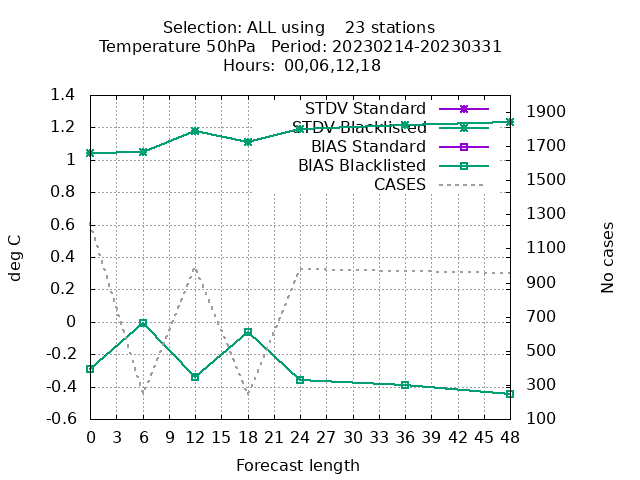 Selection: ALL using    23 stations
Temperature 50hPa   Period: 20230214-20230331
Hours:  00,06,12,18
STDV Standard
STDV Blacklisted
BIAS Standard
BIAS Blacklisted
CASES
deg C
1.4
1.2
1
0.8
0.6
0.4
0.2
0
-0.2
-0.4
-0.6
No cases
1900
1700
1500
1300
1100
900
700
500
300
100
0 3 6 9 12 15 18 21 24 27 30 33 36 39 42 45 48
Forecast length